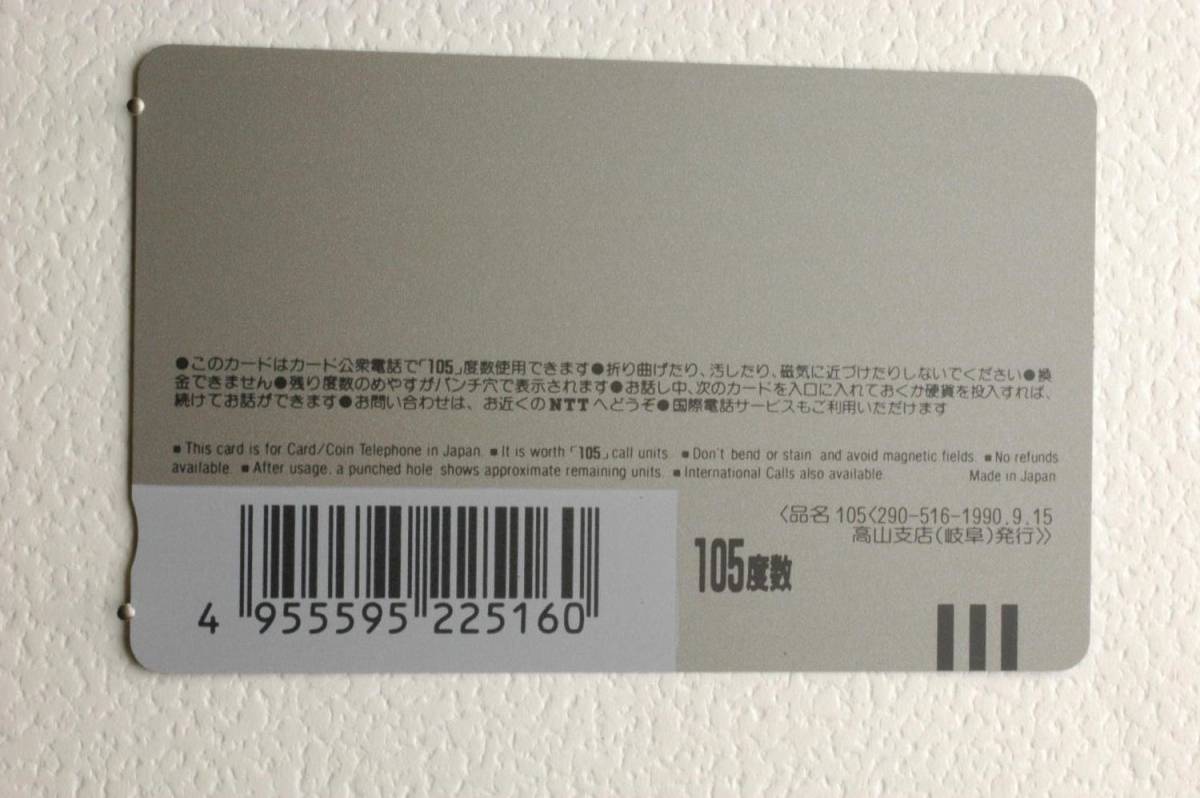 ●このカードはカード公衆電話で「105」度数使用できます●折り曲げたり、汚したり、磁気に近づけたりしないでください●換
金できません●残り度数のめやすがパンチ穴で表示されます●お話し中、次のカードを入口に入れておくか硬貨を投入すれば、
続けてお話ができます●お問い合わせは、お近くのNTTへどうぞ●国際電話サービスもご利用いただけます
■This card is for Card/Coin Telephone in Japan. ■It is worth「105」call units. ■Don't bend or stain and avoid magnetic fields. ■No refunds
available. ■After usage, a punched hole shows approximate remaining units. ■International Calls also available. Made in Japan
〈品名 105〈290-516-1990.9.15
高山支店(岐阜)発行〉〉
105度数
4 955595 225160